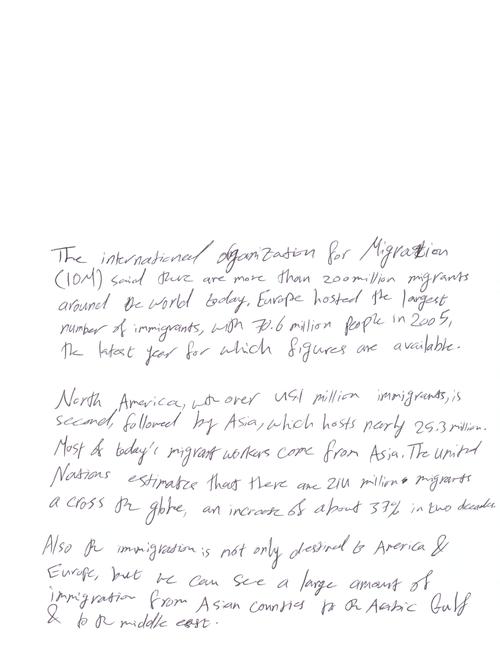 The international organization for Migration
(IOM) said there are more than 200 million migrants
around the world today, Europe hosted the largest
number of immigrants, with 70.6 million people in 2005,
the latest year for which figures are available.
North America, with over 45.1 million immigrants, is
second, followed by Asia, which hosts nearly 25.3 million.
Most of today's migrant workers come from Asia. The united
Nations estimates that there are 214 million migrants
a cross the globe, an increase of about 37% in two decades
Also the immigration is not only destined to America &
Europe, but we can see a large amount of
immigration from Asian countries to the Arabic Gulf
& to the middle east.